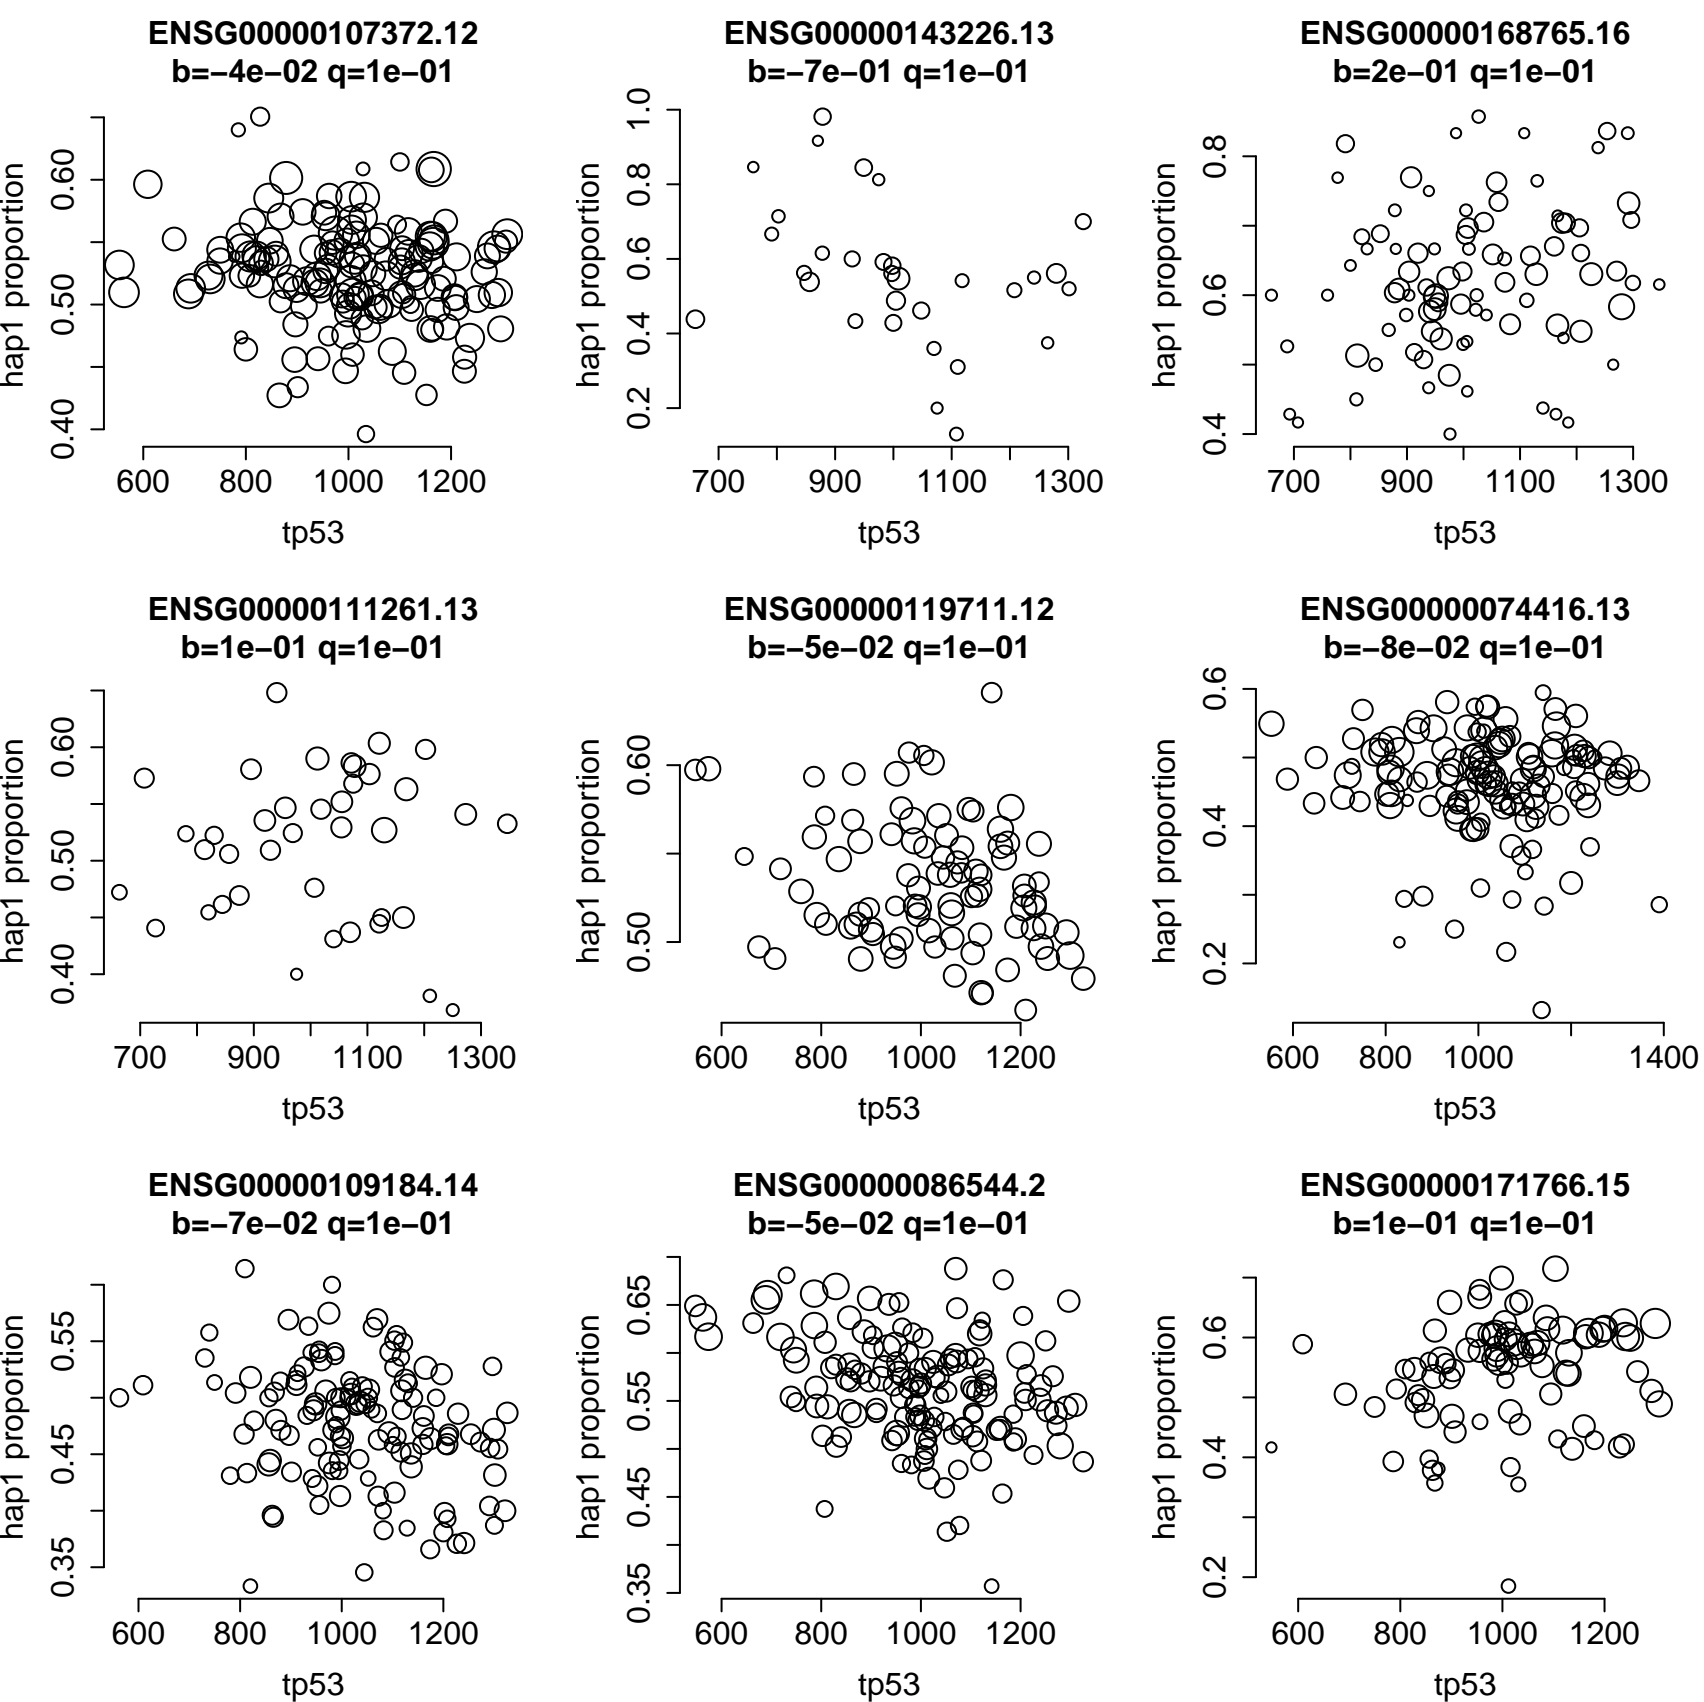 ENSG00000107372.12
b=−4e−02 q=1e−01
hap1 proportion
0.40 0.50 0.60
600 800 1000 1200
tp53
ENSG00000143226.13
b=−7e−01 q=1e−01
hap1 proportion
0.2 0.4 0.6 0.8 1.0
700 900 1100 1300
tp53
ENSG00000168765.16
b=2e−01 q=1e−01
hap1 proportion
0.4 0.6 0.8
700 900 1100 1300
tp53
ENSG00000111261.13
b=1e−01 q=1e−01
hap1 proportion
0.40 0.50 0.60
700 900 1100 1300
tp53
ENSG00000119711.12
b=−5e−02 q=1e−01
hap1 proportion
0.50 0.60
600 800 1000 1200
tp53
ENSG00000074416.13
b=−8e−02 q=1e−01
hap1 proportion
0.2 0.4 0.6
600 800 1000 1400
tp53
ENSG00000109184.14
b=−7e−02 q=1e−01
hap1 proportion
0.35 0.45 0.55
600 800 1000 1200
tp53
ENSG00000086544.2
b=−5e−02 q=1e−01
hap1 proportion
0.35 0.45 0.55 0.65
600 800 1000 1200
tp53
ENSG00000171766.15
b=1e−01 q=1e−01
hap1 proportion
0.2 0.4 0.6
600 800 1000 1200
tp53